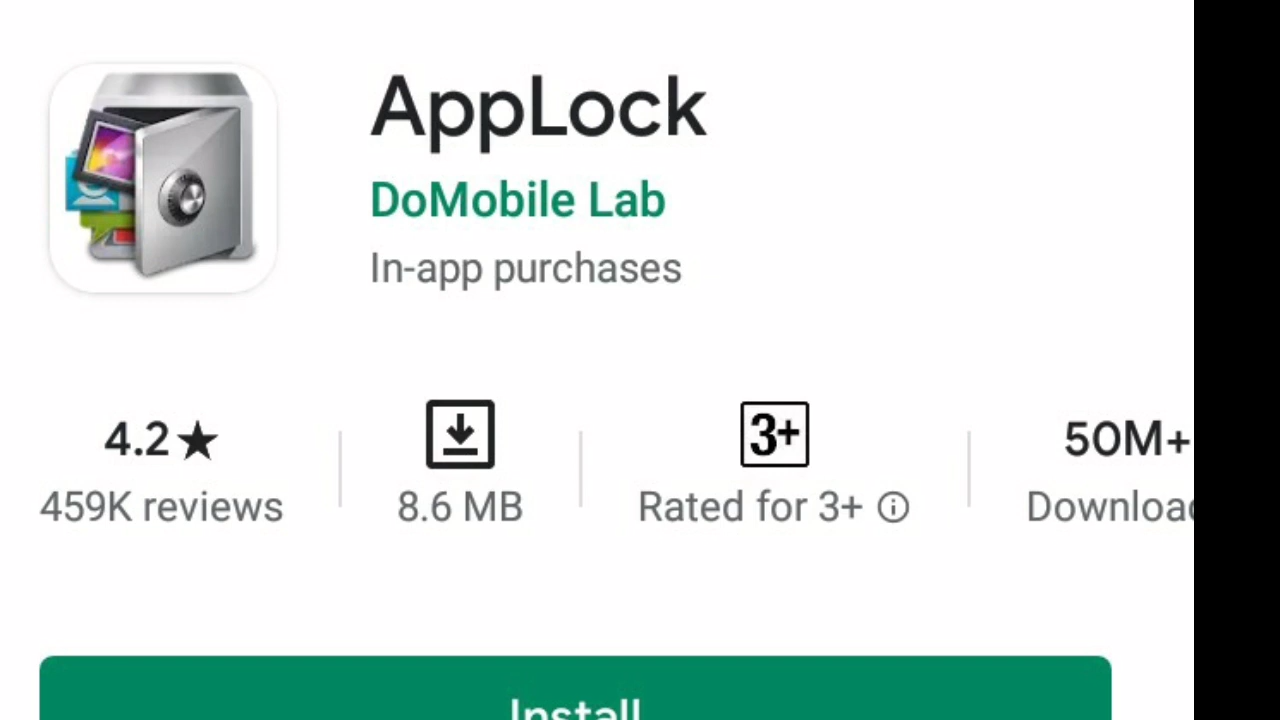 AppLock
DoMobile Lab
In-app purchases
4.2★
459K reviews
8.6 MB
3+
Rated for 3+
50M+
Install